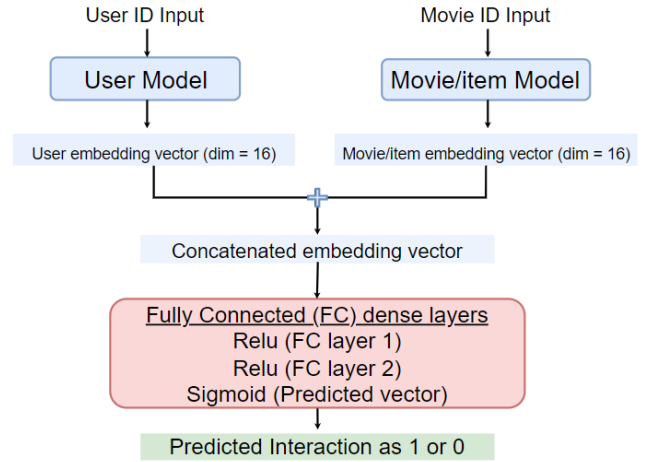 User ID Input
Movie ID Input
User Model
Movie/item Model
User embedding vector (dim = 16)
Movie/item embedding vector (dim = 16)
Concatenated embedding vector
Fully Connected (FC) dense layers
Relu (FC layer 1)
Relu (FC layer 2)
Sigmoid (Predicted vector)
Predicted Interaction as 1 or 0